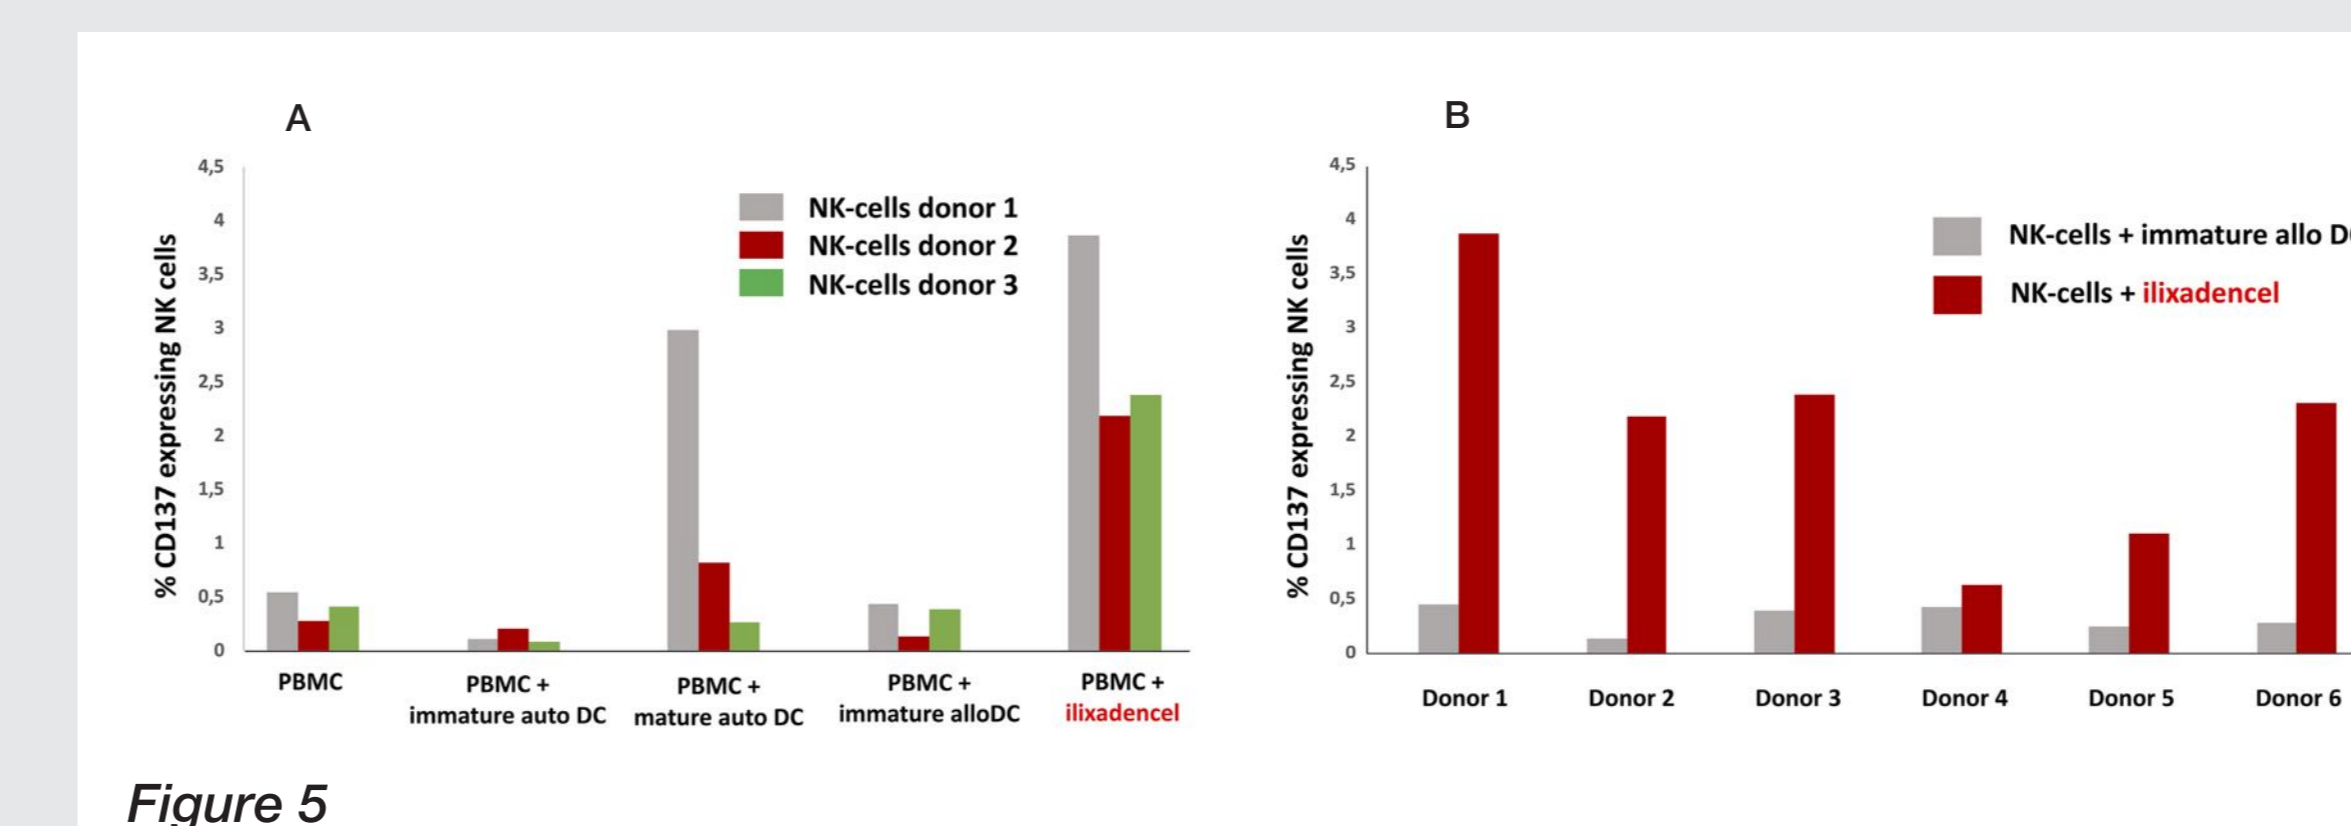 A
4,5
4
3,5
3
2,5
2
1,5
1
0,5
0
% CD137 expressing NK cells
NK-cells donor 1
NK-cells donor 2
NK-cells donor 3
PBMC
PBMC +
immature auto DC
PBMC +
mature auto DC
PBMC +
immature alloDC
PBMC +
ilixadencel
B
4,5
4
3,5
3
2,5
2
1,5
1
0,5
0
% CD137 expressing NK cells
NK-cells + immature allo
NK-cells + ilixadencel
Donor 1
Donor 2
Donor 3
Donor 4
Donor 5
Donor 6
Figure 5